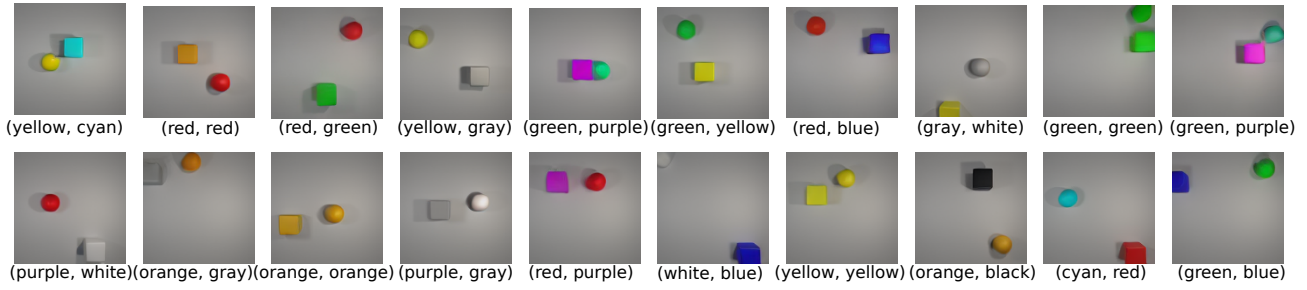 (yellow, cyan) (red, red) (red, green) (yellow, gray) (green, purple) (green, yellow) (red, blue) (gray, white) (green, green) (green, purple)
(purple, white) (orange, gray) (orange, orange) (purple, gray) (red, purple) (white, blue) (yellow, yellow) (orange, black) (cyan, red) (green, blue)